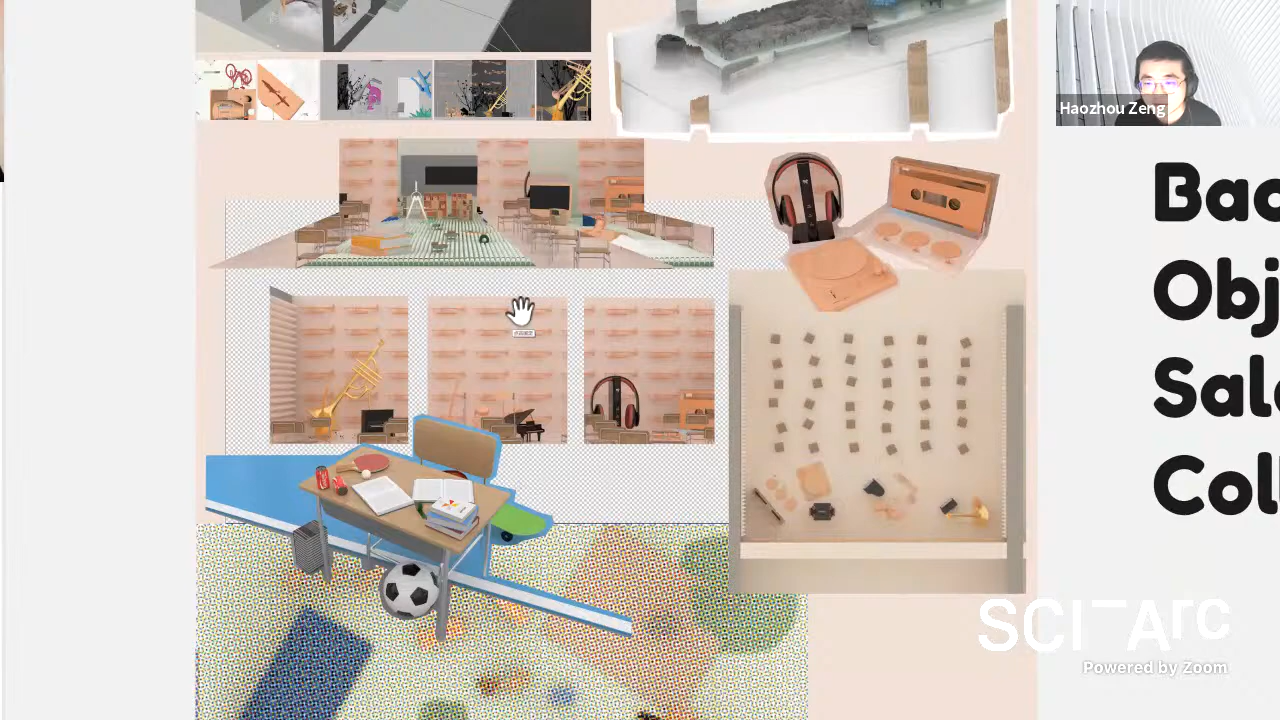 Haozhou Zeng
Bac
Obj
Sal
Col
SCI-Arc
Powered by Zoom